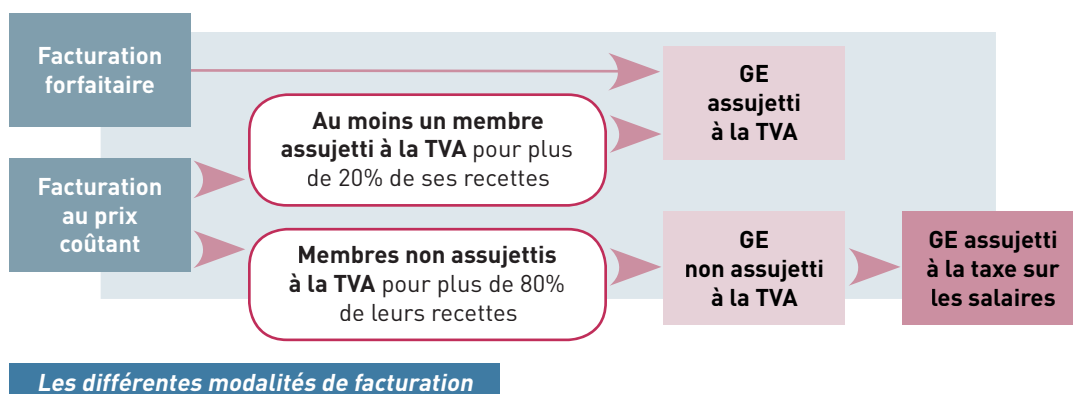 Facturation
forfaitaire
GE
assujetti
à la TVA
Au moins un membre
assujetti à la TVA pour plus
de 20% de ses recettes
Facturation
au prix
coûtant
Membres non assujettis
à la TVA pour plus de 80%
de leurs recettes
GE
non assujetti
à la TVA
GE assujetti
à la taxe sur
les salaires
Les différentes modalités de facturation